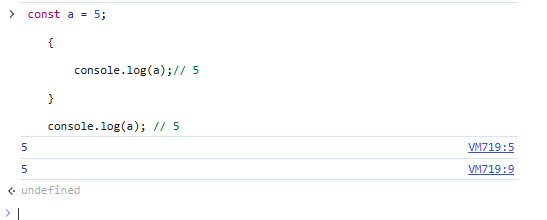 const a = 5;
{
console.log(a);// 5
}
console.log(a); // 5
5 VM719:5
5 VM719:9
undefined